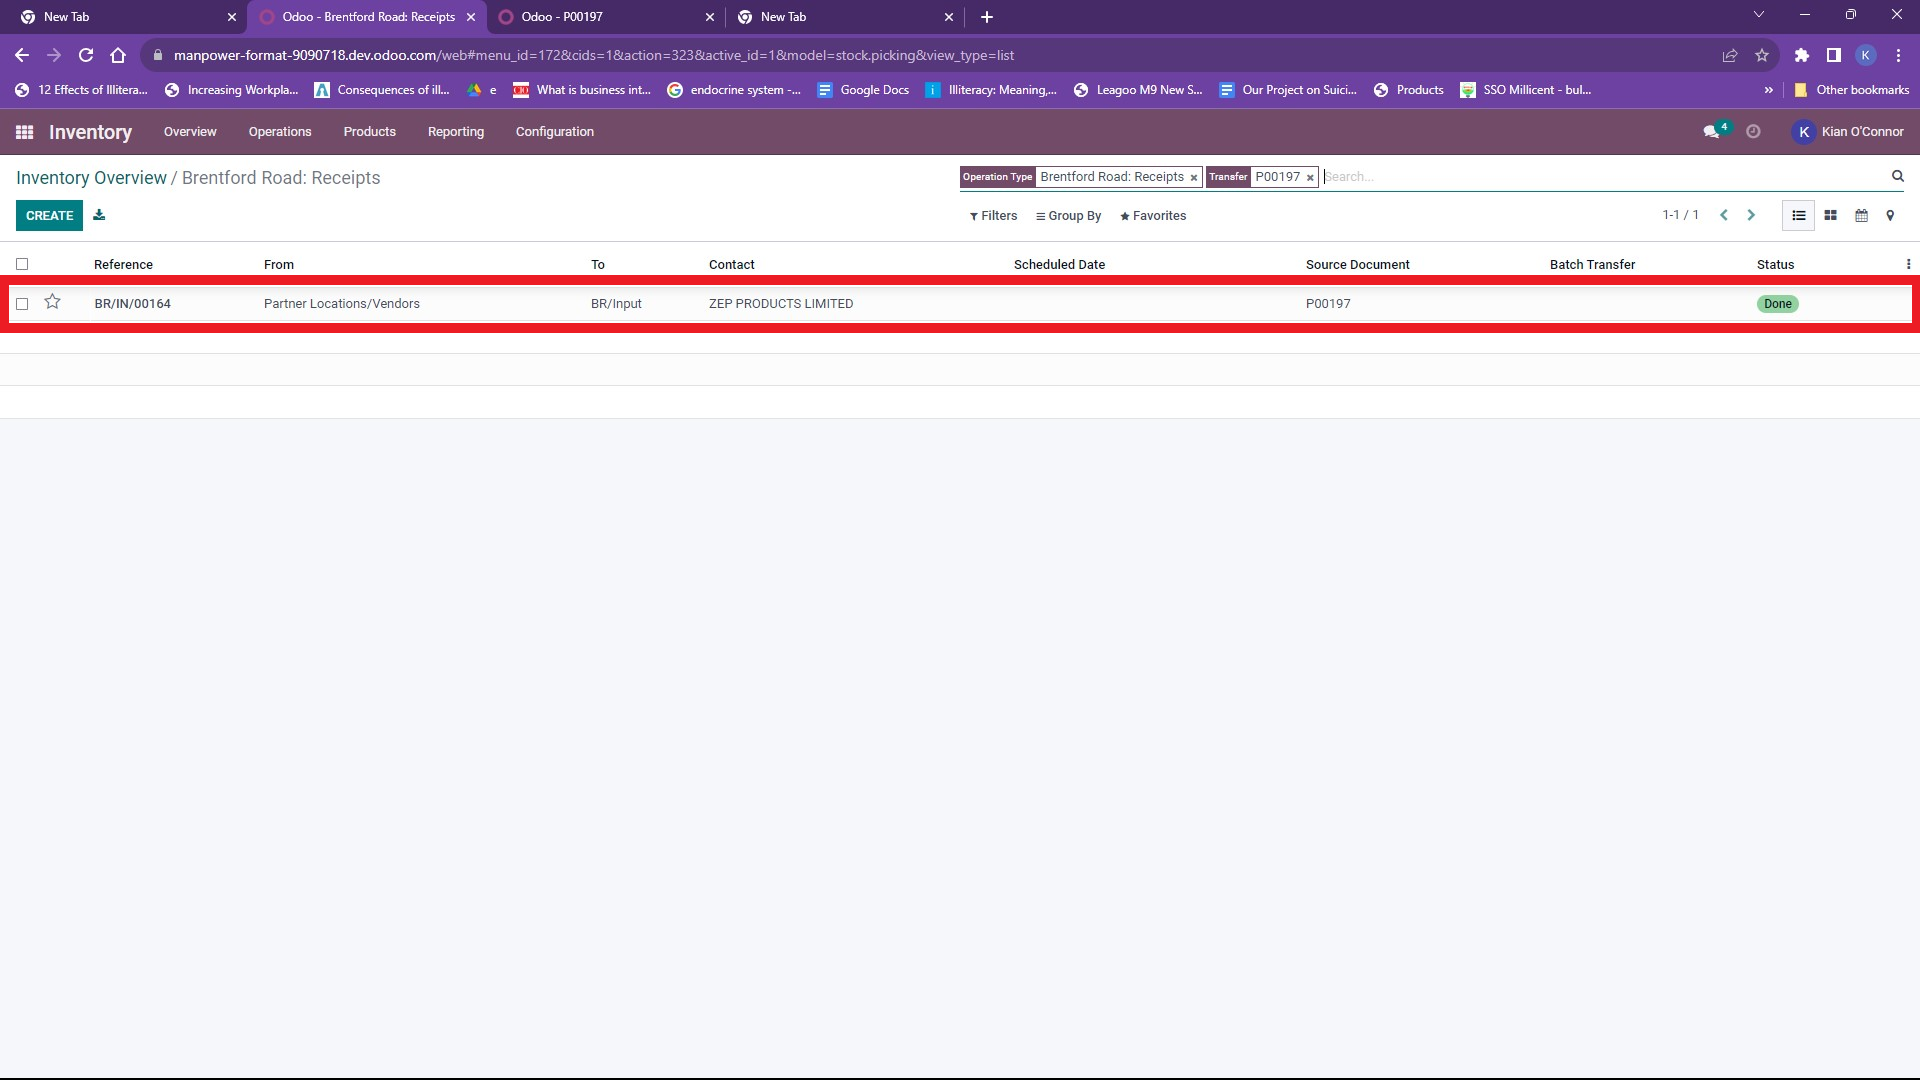 New Tab
Odoo - Brentford Road: Receipts
Odoo - P00197
New Tab
manpower-format-9090718.dev.odoo.com/web#menu_id=172&cids=1&action=323&active_id=1&model=stock.picking&view_type=list
K
12 Effects of Illitera...
Increasing Workpla...
Consequences of ill...
e
What is business int...
endocrine system -...
Google Docs
Illiteracy: Meaning,...
Leagoo M9 New S...
Our Project on Suici...
Products
SSO Millicent - bul...
»
Other bookmarks
Inventory Overview Operations Products Reporting Configuration
4
K Kian O'Connor
Inventory Overview / Brentford Road: Receipts
Operation Type Brentford Road: Receipts × Transfer P00197 × Search...
CREATE
Filters Group By Favorites
1-1 / 1
Reference From To Contact Scheduled Date Source Document Batch Transfer Status
BR/IN/00164 Partner Locations/Vendors BR/Input ZEP PRODUCTS LIMITED P00197 Done